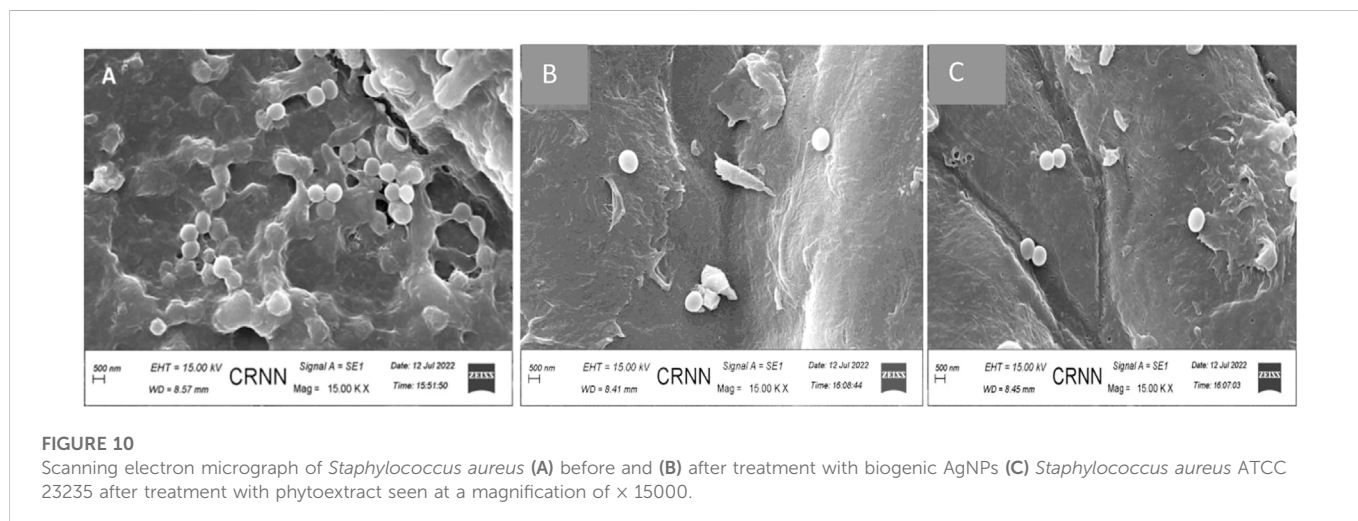 A
B
C
500 nm
EHT = 15.00 kV
Signal A = SE1
Date: 12 Jul 2022
WD = 8.57 mm
CRNN
Mag = 15.00 K X
Time: 15:51:50
ZEISS
500 nm
EHT = 15.00 kV
Signal A = SE1
Date: 12 Jul 2022
WD = 8.41 mm
CRNN
Mag = 15.00 K X
Time: 16:08:44
ZEISS
500 nm
EHT = 15.00 kV
Signal A = SE1
Date: 12 Jul 2022
WD = 8.45 mm
CRNN
Mag = 15.00 K X
Time: 16:07:03
ZEISS
FIGURE 10
Scanning electron micrograph of Staphylococcus aureus (A) before and (B) after treatment with biogenic AgNPs (C) Staphylococcus aureus ATCC
23235 after treatment with phytoextract seen at a magnification of × 15000.